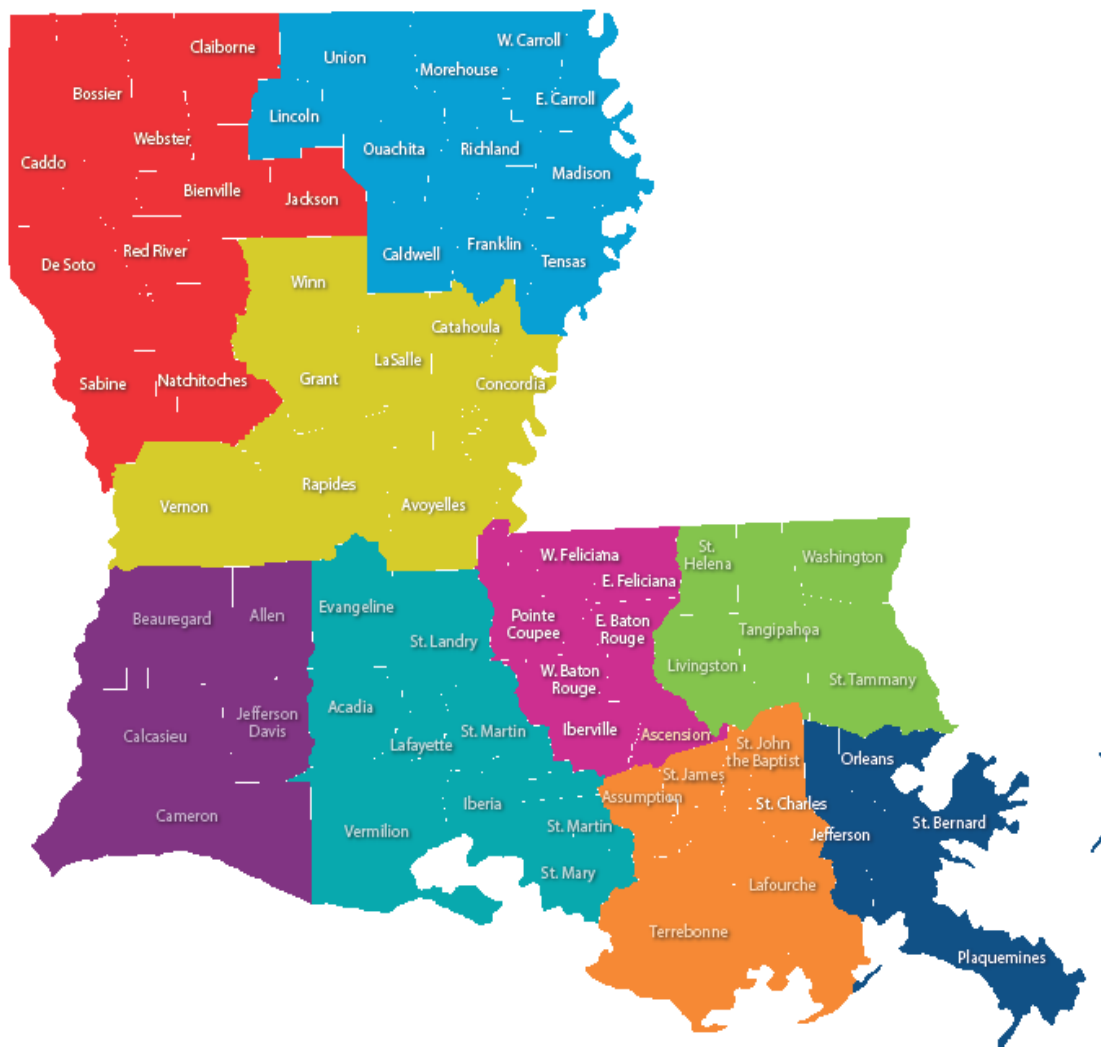 Claiborne
Union
W. Carroll
Morehouse
Bossier
E. Carroll
Lincoln
Webster
Ouachita
Richland
Caddo
Madison
Bienville
Jackson
Red River
Franklin
Caldwell
De Soto
Tensas
Winn
Catahoula
LaSalle
Grant
Sabine
Natchitoches
Concordia
Rapides
Vernon
Avoyelles
W. Feliciana
St.
Helena
Washington
E. Feliciana
Beauregard
Allen
Evangeline
Pointe
Coupee
E. Baton
Rouge
Tangipahoa
St. Landry
Livingston
W. Baton
Rouge
St. Tammany
Acadia
Jefferson
Davis
Calcasieu
Lafayette
St. Martin
Iberville
Ascension
St. John
the Baptist
Orleans
St. James
Assumption
St. Charles
Iberia
Cameron
Vermilion
St. Martin
Jefferson
St. Bernard
St. Mary
Lafourche
Terrebonne
Plaquemines